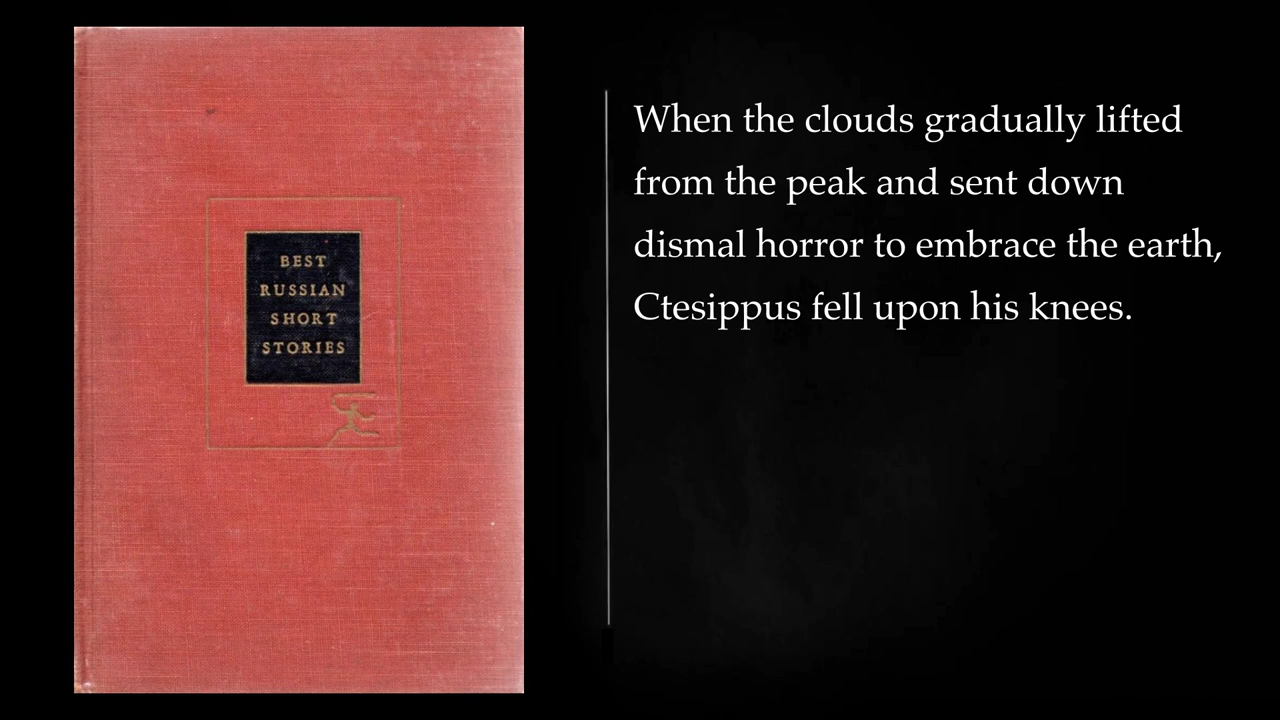 BEST
RUSSIAN
SHORT
STORIES
When the clouds gradually lifted
from the peak and sent down
dismal horror to embrace the earth,
Ctesippus fell upon his knees.